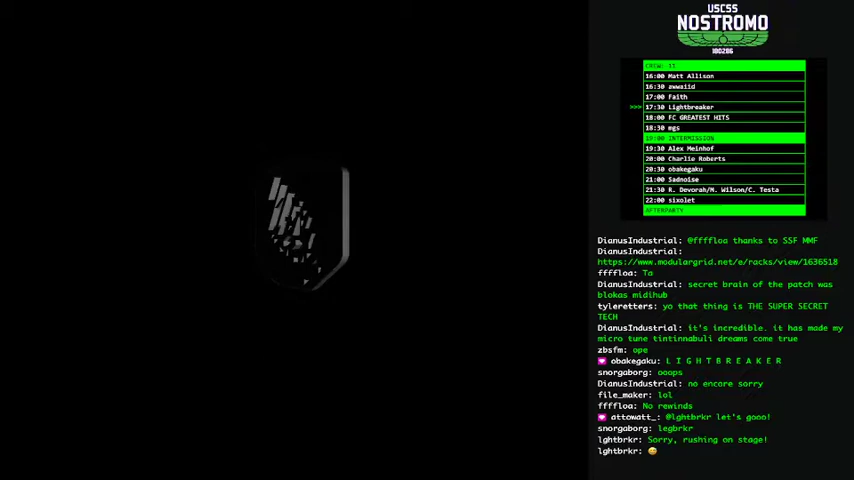 USCSS
NOSTROMO
180286
CREW: 11
16:00 Matt Allison
16:30 awwaiid
17:00 Faith
>>> 17:30 Lightbreaker
18:00 FC GREATEST HITS
18:30 mgs
19:00 INTERMISSION
19:30 Alex Meinhof
20:00 Charlie Roberts
20:30 obakegaku
21:00 Sadnoise
21:30 R. Devorah/M. Wilson/C. Testa
22:00 sixolet
AFTERPARTY
DianusIndustrial: @fffffloa thanks to SSF MMF
DianusIndustrial:
https://www.modulargrid.net/e/racks/view/1636518
fffffloa: Ta
DianusIndustrial: secret brain of the patch was
blokas midihub
tyleretters: yo that thing is THE SUPER SECRET
TECH
DianusIndustrial: it's incredible. it has made my
micro tune tintinnabuli dreams come true
zbsfm: ope
obakegaku: L I G H T B R E A K E R
snorgaborg: ooops
DianusIndustrial: no encore sorry
file_maker: lol
fffffloa: No rewinds
attowatt_: @lghtbrkr let's gooo!
snorgaborg: legbrkr
lghtbrkr: Sorry, rushing on stage!
lghtbrkr: 😅